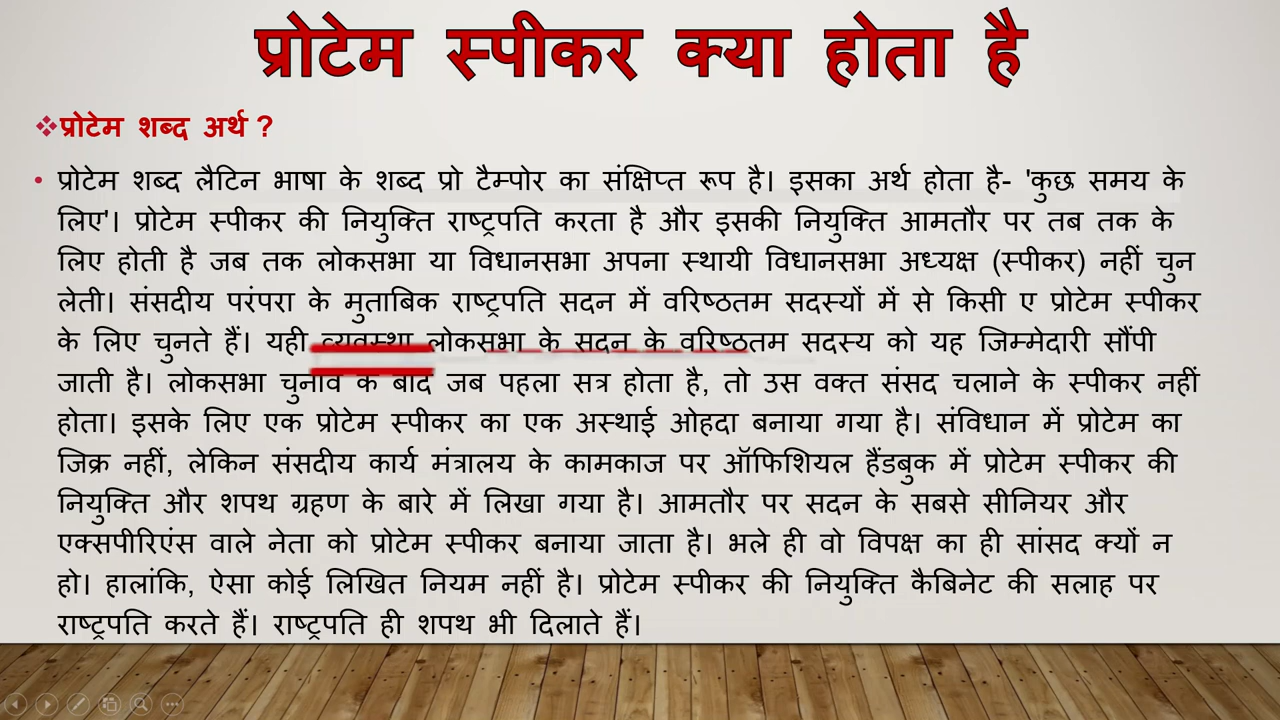 प्रोटेम स्पीकर क्या होता है
❖प्रोटेम शब्द अर्थ ?
• प्रोटेम शब्द लैटिन भाषा के शब्द प्रो टैम्पोर का संक्षिप्त रूप है। इसका अर्थ होता है- 'कुछ समय के
लिए'। प्रोटेम स्पीकर की नियुक्ति राष्ट्रपति करता है और इसकी नियुक्ति आमतौर पर तब तक के
लिए होती है जब तक लोकसभा या विधानसभा अपना स्थायी विधानसभा अध्यक्ष (स्पीकर) नहीं चुन
लेती। संसदीय परंपरा के मुताबिक राष्ट्रपति सदन में वरिष्ठतम सदस्यों में से किसी ए प्रोटेम स्पीकर
के लिए चुनते हैं। यही व्यवस्था लोकसभा के सदन के वरिष्ठतम सदस्य को यह जिम्मेदारी सौंपी
जाती है। लोकसभा चुनाव के बाद जब पहला सत्र होता है, तो उस वक्त संसद चलाने के स्पीकर नहीं
होता। इसके लिए एक प्रोटेम स्पीकर का एक अस्थाई ओहदा बनाया गया है। संविधान में प्रोटेम का
जिक्र नहीं, लेकिन संसदीय कार्य मंत्रालय के कामकाज पर ऑफिशियल हैंडबुक में प्रोटेम स्पीकर की
नियुक्ति और शपथ ग्रहण के बारे में लिखा गया है। आमतौर पर सदन के सबसे सीनियर और
एक्सपीरिएंस वाले नेता को प्रोटेम स्पीकर बनाया जाता है। भले ही वो विपक्ष का ही सांसद क्यों न
हो। हालांकि, ऐसा कोई लिखित नियम नहीं है। प्रोटेम स्पीकर की नियुक्ति कैबिनेट की सलाह पर
राष्ट्रपति करते हैं। राष्ट्रपति ही शपथ भी दिलाते हैं।